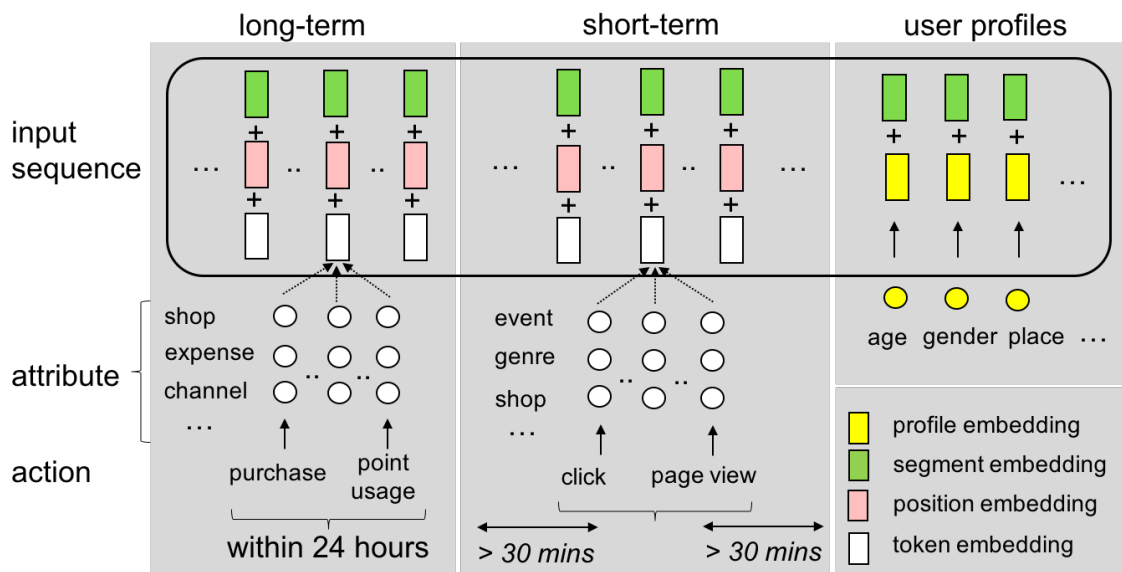 long-term
short-term
user profiles
input
sequence
+ + +
+ + +
+ + +
... .. ..
... .. .. ...
...
+ + +
+ + +
attribute
shop
expense
channel
...
.. ..
event
genre
shop
...
.. ..
age gender place ...
action
purchase
point
usage
within 24 hours
click
page view
> 30 mins
> 30 mins
profile embedding
segment embedding
position embedding
token embedding